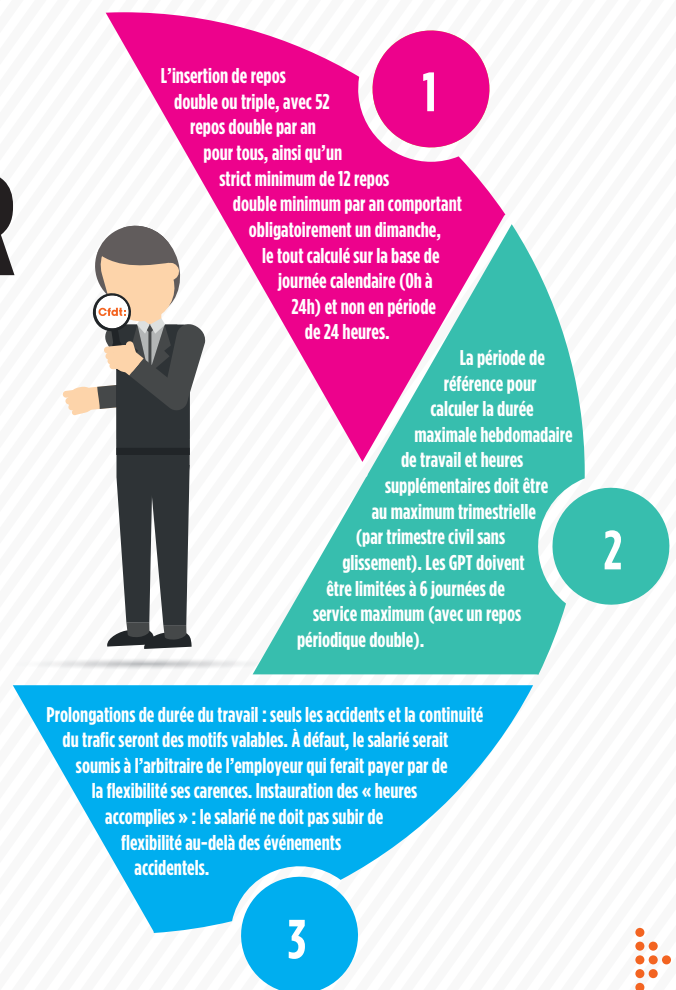 L'insertion de repos
double ou triple, avec 52
repos double par an
pour tous, ainsi qu'un
strict minimum de 12 repos
double minimum par an comportant
obligatoirement un dimanche,
le tout calculé sur la base de
journée calendaire (0h à
24h) et non en période
de 24 heures.
1
Cfdt:
La période de
référence pour
calculer la durée
maximale hebdomadaire
de travail et heures
supplémentaires doit être
au maximum trimestrielle
(par trimestre civil sans
glissement). Les GPT doivent
être limitées à 6 journées de
service maximum (avec un repos
périodique double).
2
Prolongations de durée du travail : seuls les accidents et la continuité
du trafic seront des motifs valables. À défaut, le salarié serait
soumis à l'arbitraire de l'employeur qui ferait payer par de
la flexibilité ses carences. Instauration des « heures
accomplies » : le salarié ne doit pas subir de
flexibilité au-delà des événements
accidentels.
3